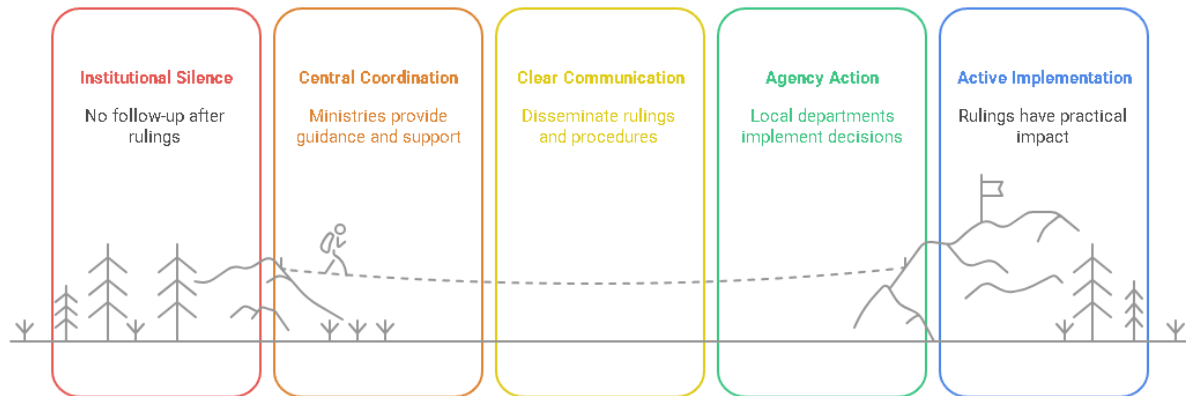 Institutional Silence
No follow-up after
rulings
Central Coordination
Ministries provide
guidance and support
Clear Communication
Disseminate rulings
and procedures
Agency Action
Local departments
implement decisions
Active Implementation
Rulings have practical
impact